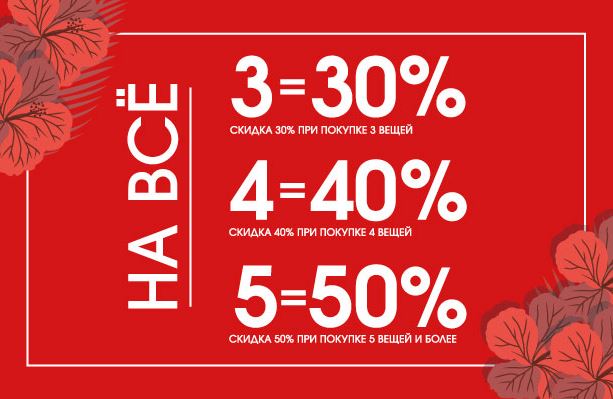 НА ВСЁ
3=30%
СКИДКА 30% ПРИ ПОКУПКЕ 3 ВЕЩЕЙ
4=40%
СКИДКА 40% ПРИ ПОКУПКЕ 4 ВЕЩЕЙ
5=50%
СКИДКА 50% ПРИ ПОКУПКЕ 5 ВЕЩЕЙ И БОЛЕЕ